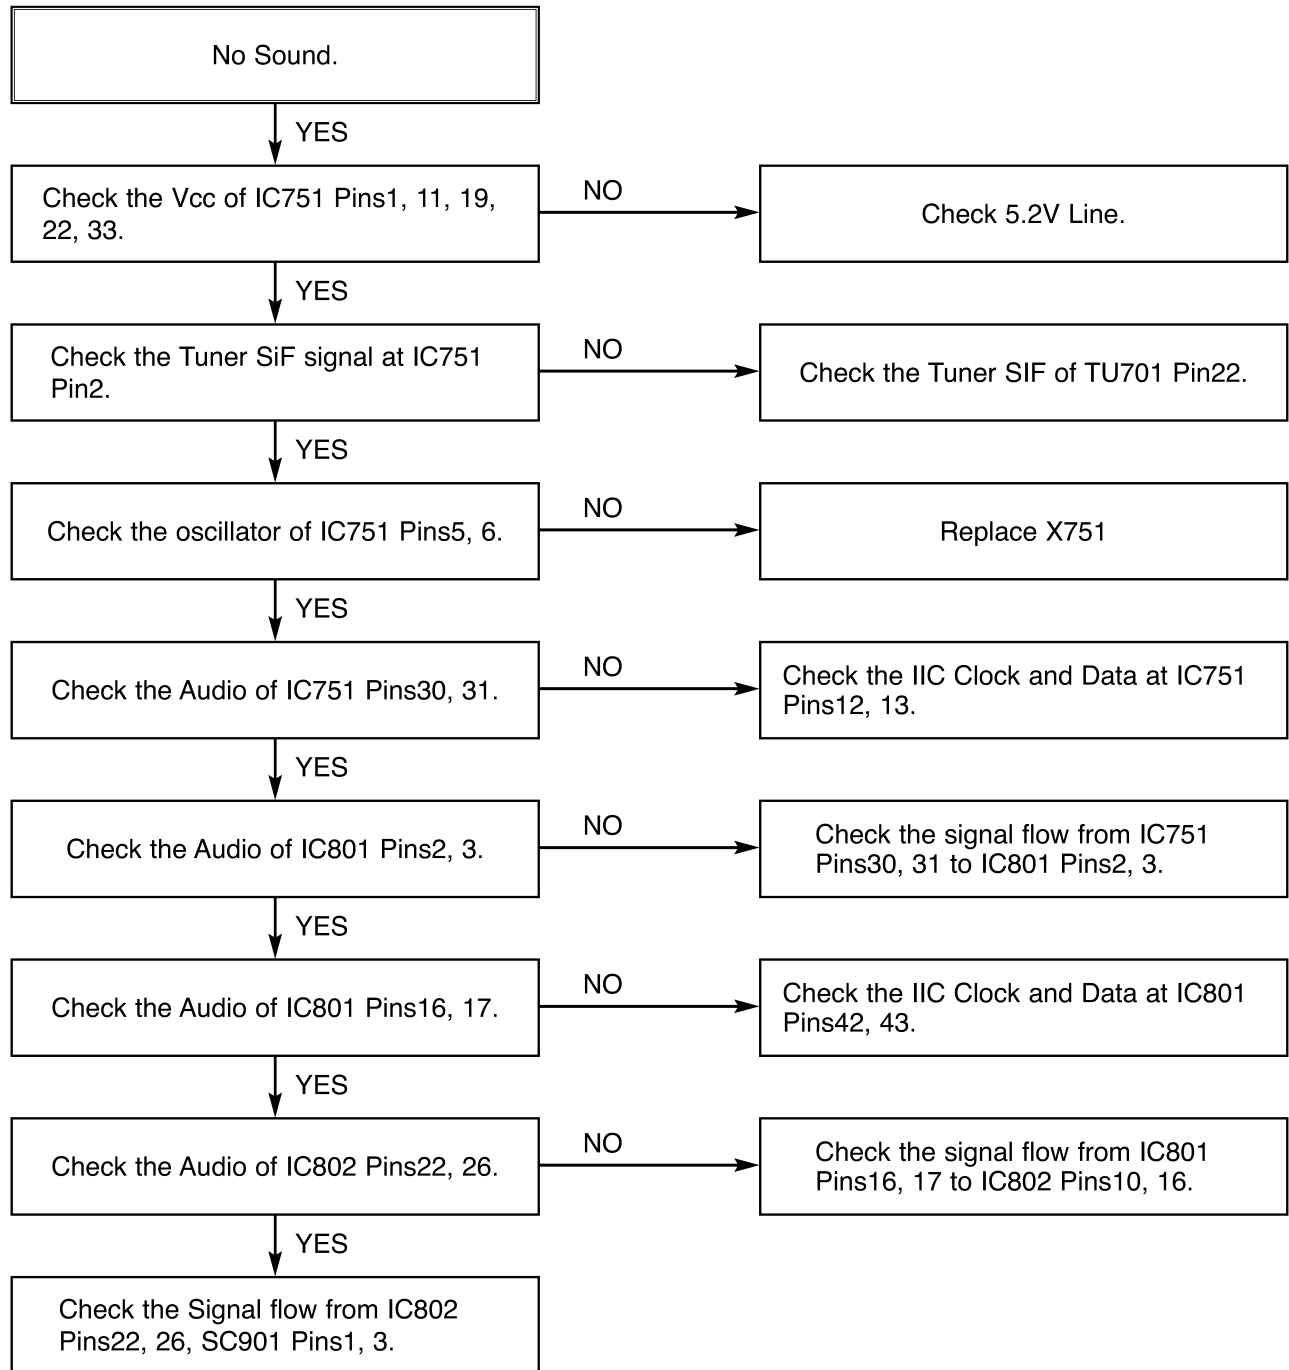 No Sound.
YES
Check the Vcc of IC751 Pins1, 11, 19,
22, 33.
NO
Check 5.2V Line.
YES
Check the Tuner SiF signal at IC751
Pin2.
NO
Check the Tuner SIF of TU701 Pin22.
YES
Check the oscillator of IC751 Pins5, 6.
NO
Replace X751
YES
Check the Audio of IC751 Pins30, 31.
NO
Check the IIC Clock and Data at IC751
Pins12, 13.
YES
Check the Audio of IC801 Pins2, 3.
NO
Check the signal flow from IC751
Pins30, 31 to IC801 Pins2, 3.
YES
Check the Audio of IC801 Pins16, 17.
NO
Check the IIC Clock and Data at IC801
Pins42, 43.
YES
Check the Audio of IC802 Pins22, 26.
NO
Check the signal flow from IC801
Pins16, 17 to IC802 Pins10, 16.
YES
Check the Signal flow from IC802
Pins22, 26, SC901 Pins1, 3.